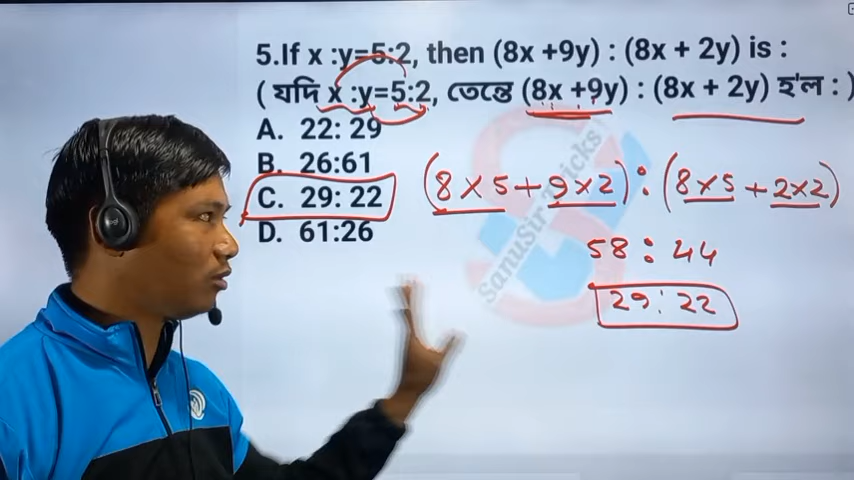 5.If x :y=5:2, then (8x +9y) : (8x + 2y) is :
( যদি x :y=5:2, তেন্তে (8x +9y) : (8x + 2y) হ'ল : )
A. 22: 29
B. 26:61
C. 29: 22
D. 61:26
(8 × 5 + 9 × 2) : (8 × 5 + 2 × 2)
58 : 44
29 : 22
SanuSir Tricks